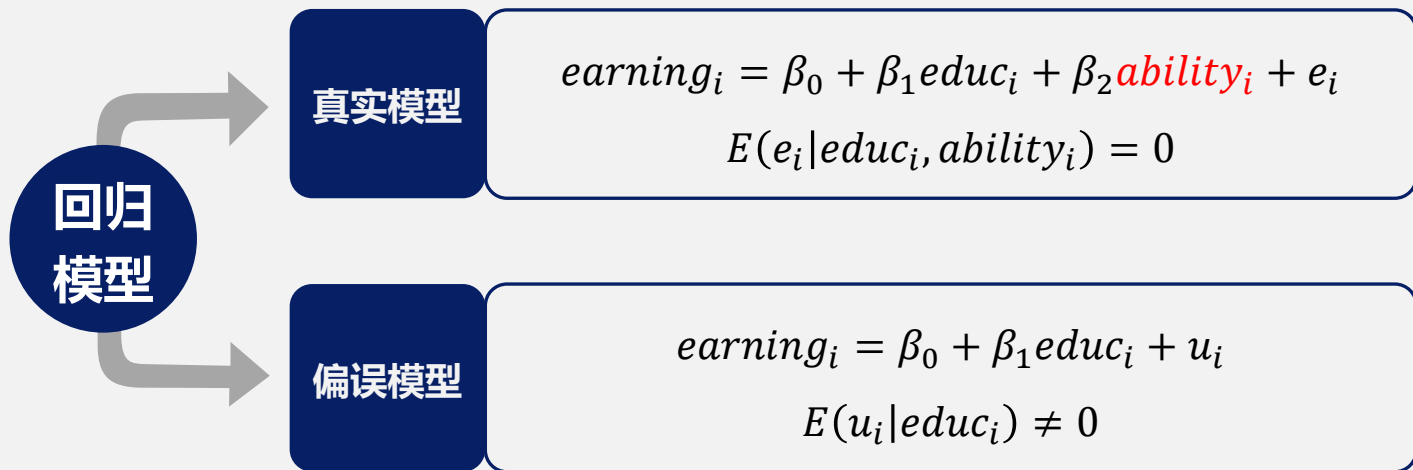 回归
模型
真实模型
earning_i = β_0 + β_1educ_i + β_2ability_i + e_i
E(e_i|educ_i, ability_i) = 0
偏误模型
earning_i = β_0 + β_1educ_i + u_i
E(u_i|educ_i) ≠ 0